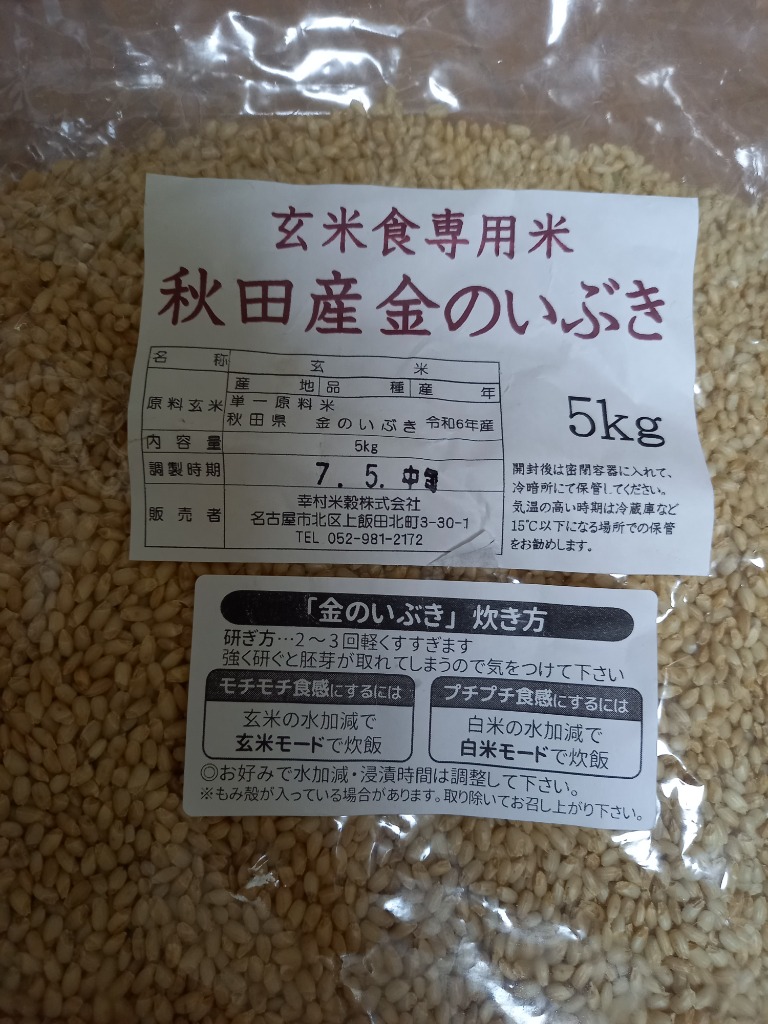 玄米食専用米
秋田産金のいぶき
名称 玄米
原料玄米 産地 品種 産年
単一原料米
秋田県 金のいぶき 令和6年産
内容量 5kg
調製時期 7. 5. 中旬
販売者 幸村米穀株式会社
名古屋市北区上飯田北町3-30-1
TEL 052-981-2172
5kg
開封後は密閉容器に入れて、
冷暗所にて保管してください。
気温の高い時期は冷蔵庫など
15℃以下になる場所での保管
をお勧めします。
「金のいぶき」炊き方
研ぎ方…2～3回軽くすすぎます
強く研ぐと胚芽が取れてしまうので気をつけて下さい
モチモチ食感にするには
玄米の水加減で
玄米モードで炊飯
プチプチ食感にするには
白米の水加減で
白米モードで炊飯
◎お好みで水加減・浸漬時間は調整して下さい。
※もみ殻が入っている場合があります。取り除いてお召し上がり下さい。